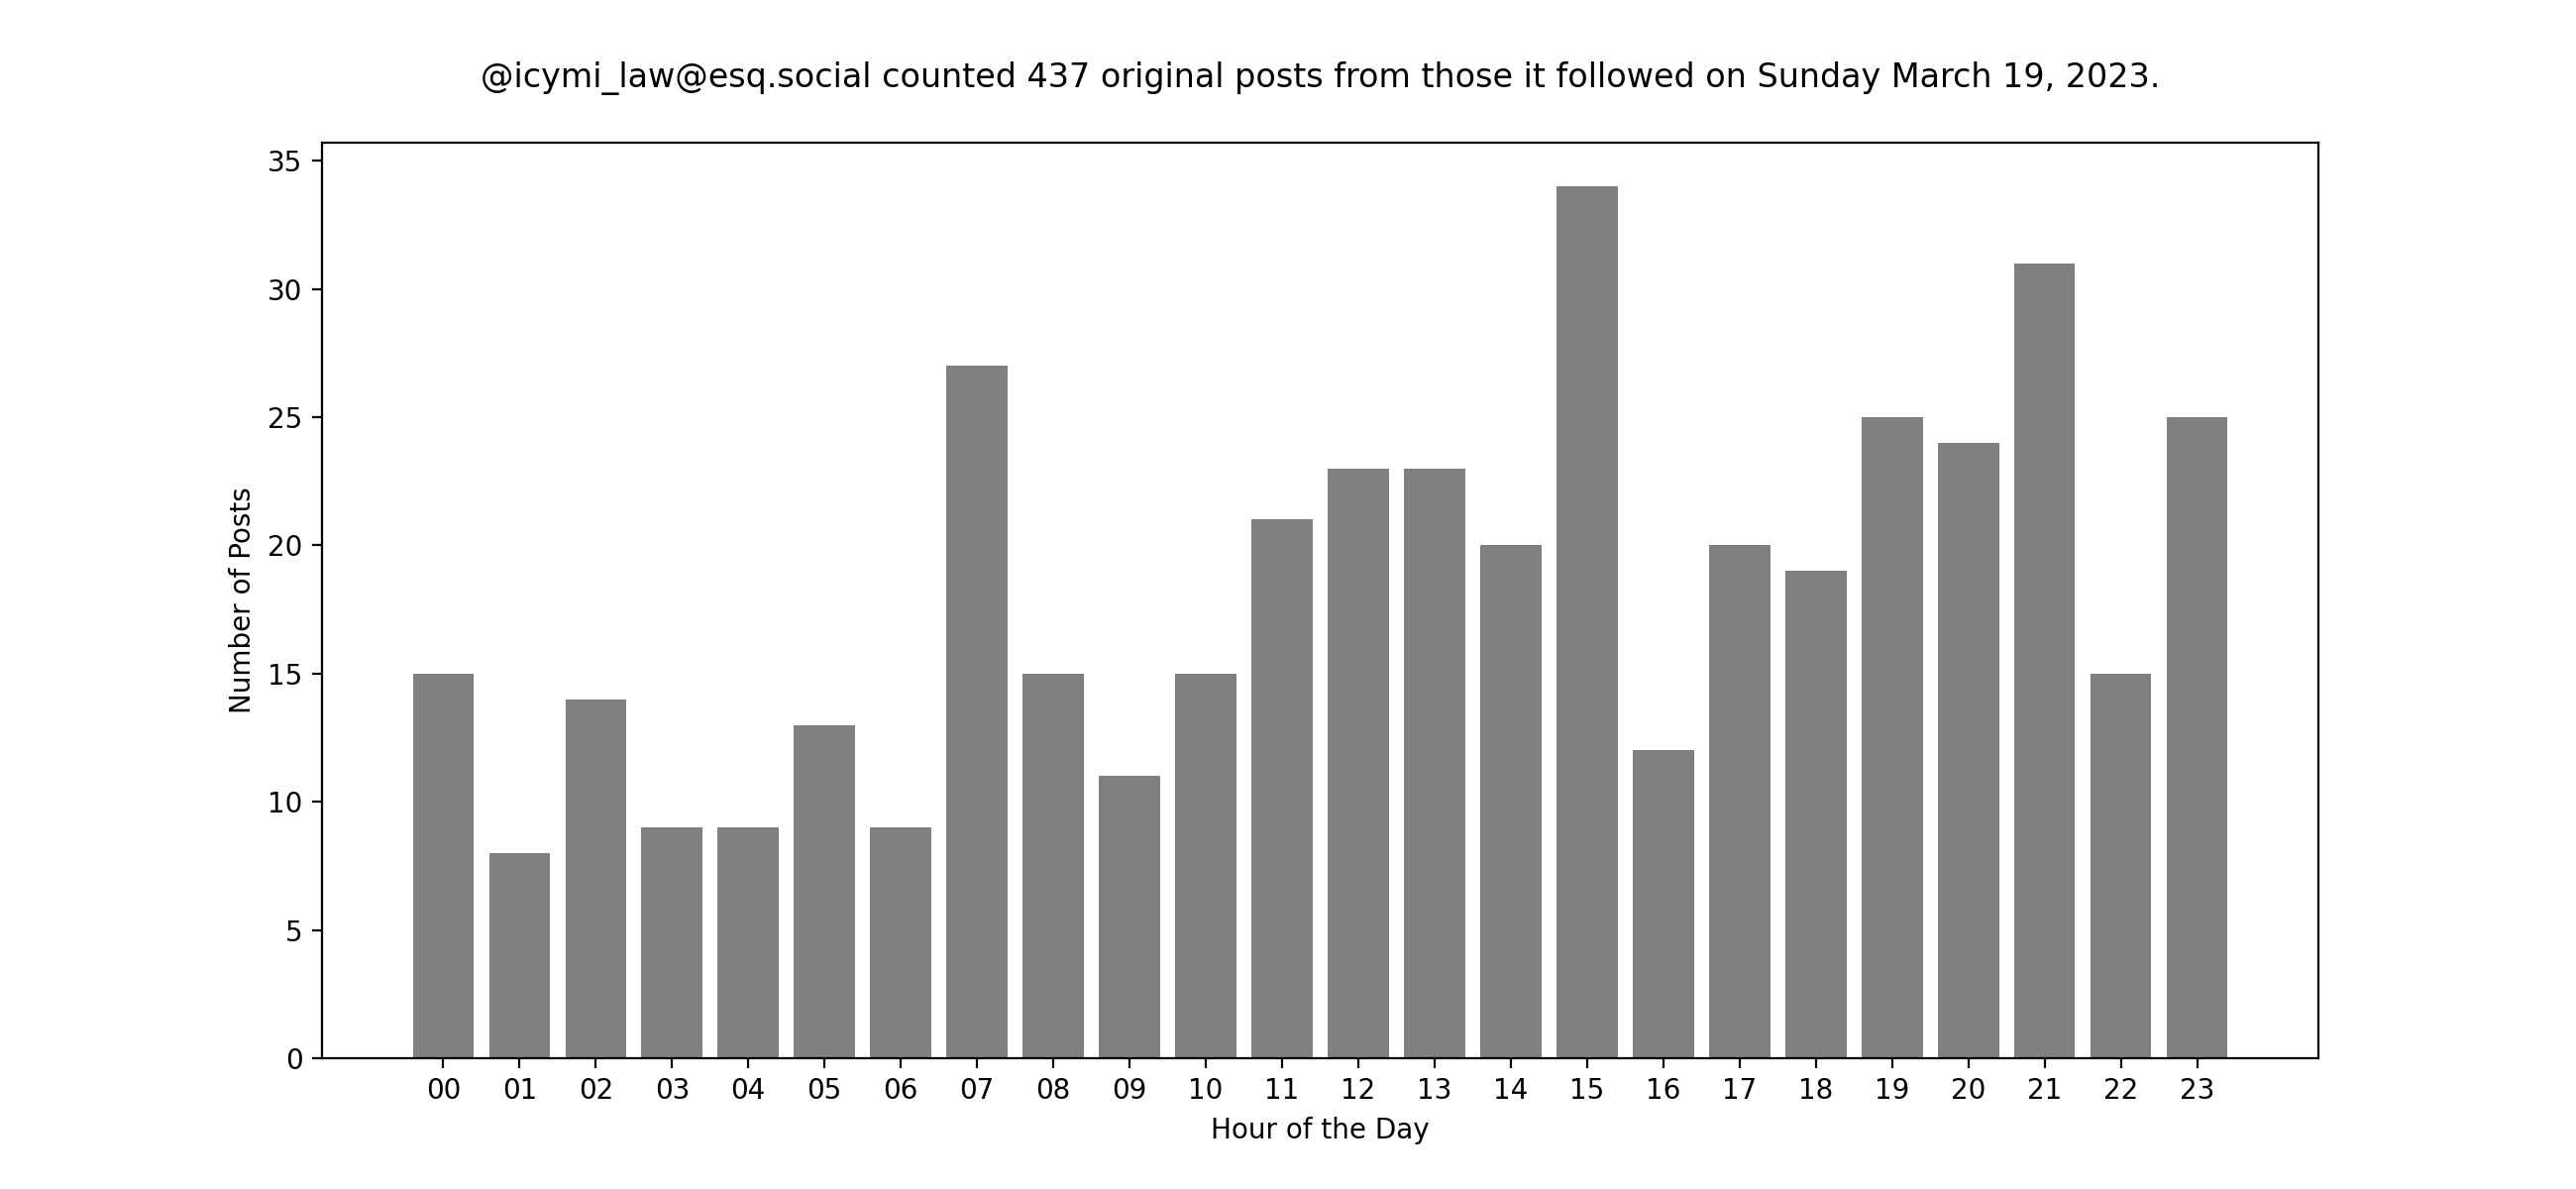 @icymi_law@esq.social counted 437 original posts from those it followed on Sunday March 19, 2023.
35
30
25
20
15
10
5
0
Number of Posts
00 01 02 03 04 05 06 07 08 09 10 11 12 13 14 15 16 17 18 19 20 21 22 23
Hour of the Day